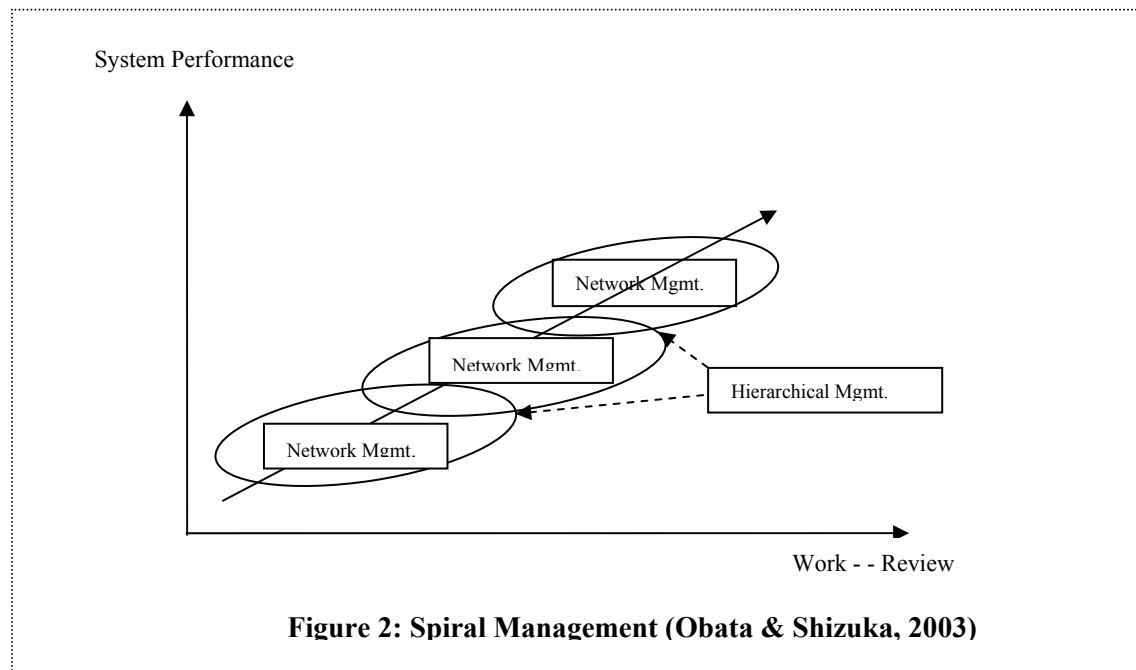 System Performance
Network Mgmt.
Network Mgmt.
Hierarchical Mgmt.
Network Mgmt.
Work - - Review
Figure 2: Spiral Management (Obata & Shizuka, 2003)